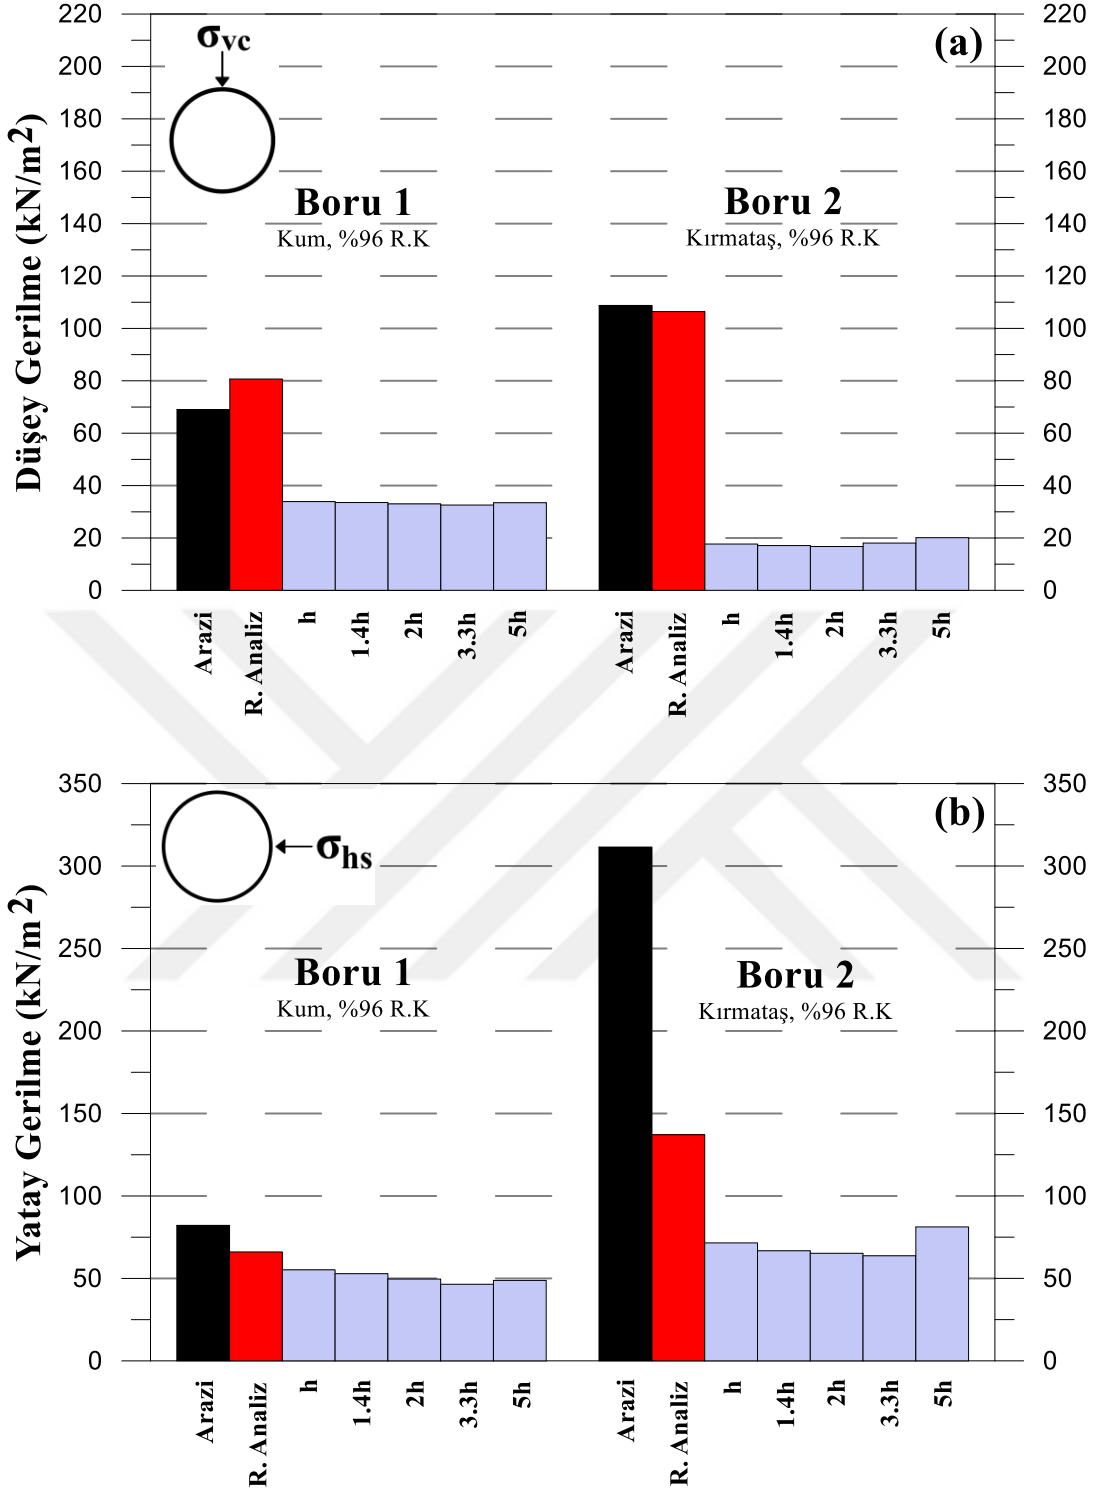 Düşey Gerilme (kN/m²)
220 220
200 200
180 180
160 160
140 140
120 120
100 100
80 80
60 60
40 40
20 20
0 0
σvc
(a)
Boru 1
Kum, %96 R.K
Boru 2
Kırmataş, %96 R.K
Arazi R. Analiz h 1.4h 2h 3.3h 5h Arazi R. Analiz h 1.4h 2h 3.3h 5h
Yatay Gerilme (kN/m²)
350 350
300 300
250 250
200 200
150 150
100 100
50 50
0 0
σhs
(b)
Boru 1
Kum, %96 R.K
Boru 2
Kırmataş, %96 R.K
Arazi R. Analiz h 1.4h 2h 3.3h 5h Arazi R. Analiz h 1.4h 2h 3.3h 5h